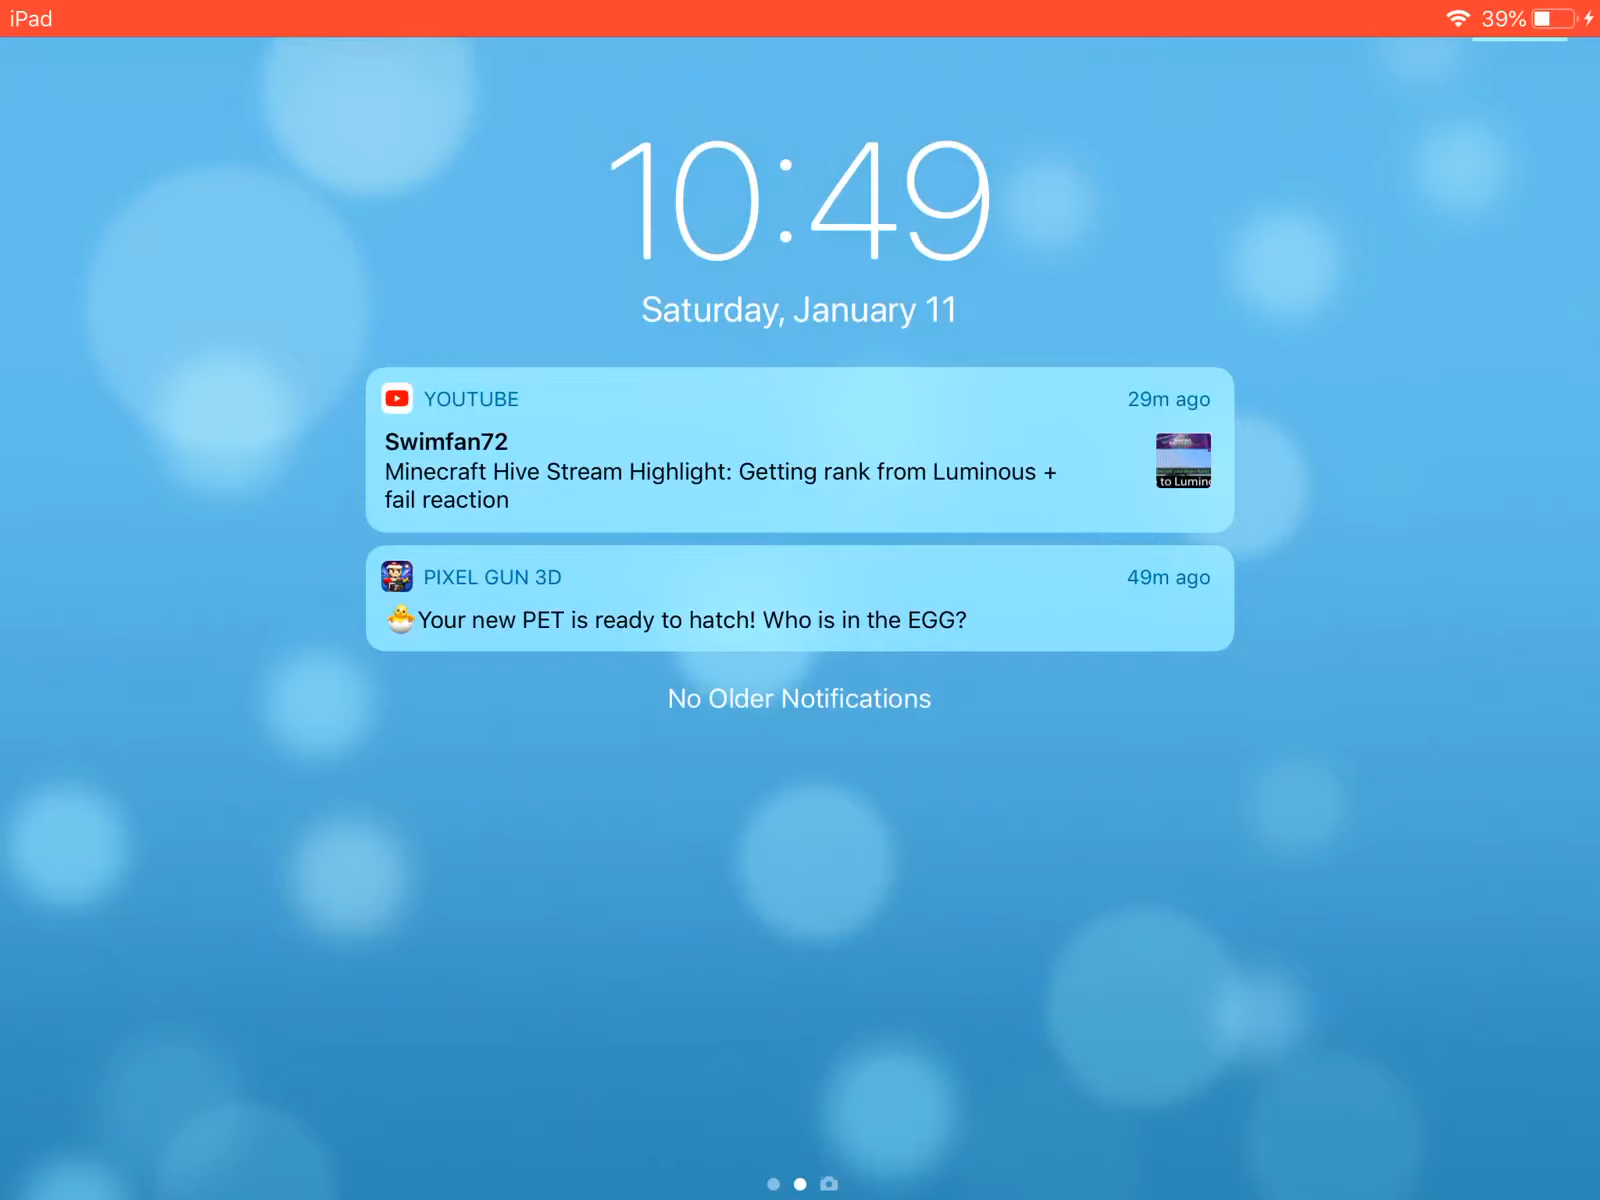 iPad
39%
10:49
Saturday, January 11
YOUTUBE
29m ago
Swimfan72
Minecraft Hive Stream Highlight: Getting rank from Luminous +
fail reaction
to Lumin
PIXEL GUN 3D
49m ago
🐣Your new PET is ready to hatch! Who is in the EGG?
No Older Notifications